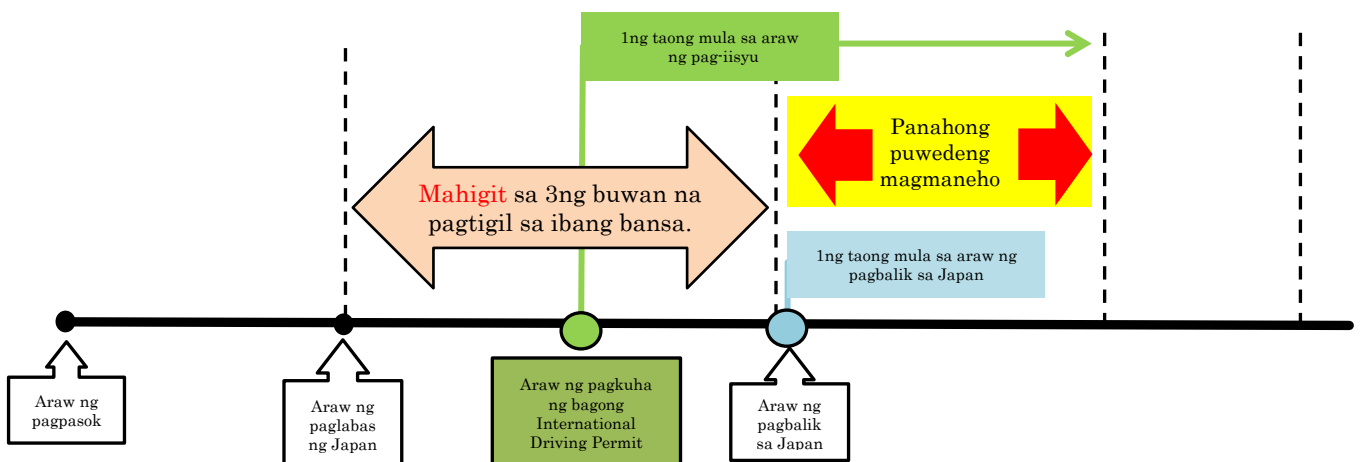 1ng taong mula sa araw
ng pag-iisyu
Panahong
puwedeng
magmaneho
Mahigit sa 3ng buwan na
pagtigil sa ibang bansa.
1ng taong mula sa araw ng
pagbalik sa Japan
Araw ng
pagpasok
Araw ng
paglabas
ng Japan
Araw ng pagkuha
ng bagong
International
Driving Permit
Araw ng
pagbalik
sa Japan